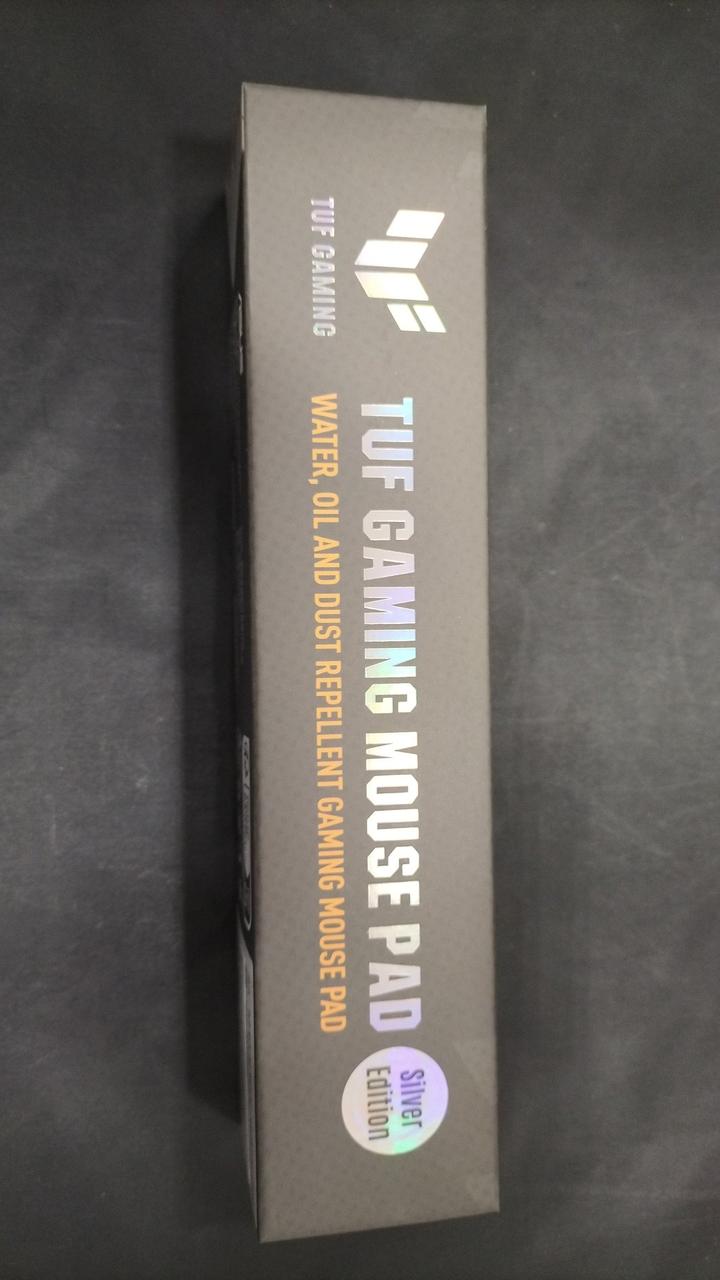 TUF GAMING
TUF GAMING MOUSE PAD
WATER, OIL AND DUST REPELLENT GAMING MOUSE PAD
Silver
Edition